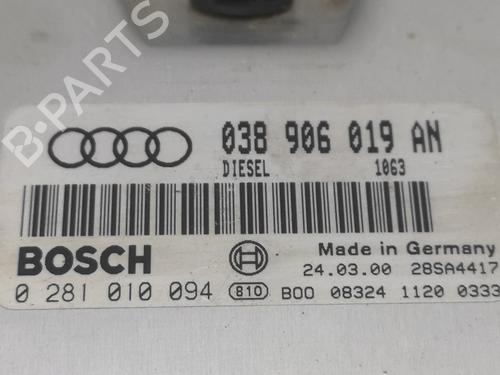 038 906 019 AN
DIESEL 1063
BOSCH
Made in Germany
24.03.00 28SA4417
0 281 010 094 810 B00 08324 1120 0333
B-PARTS